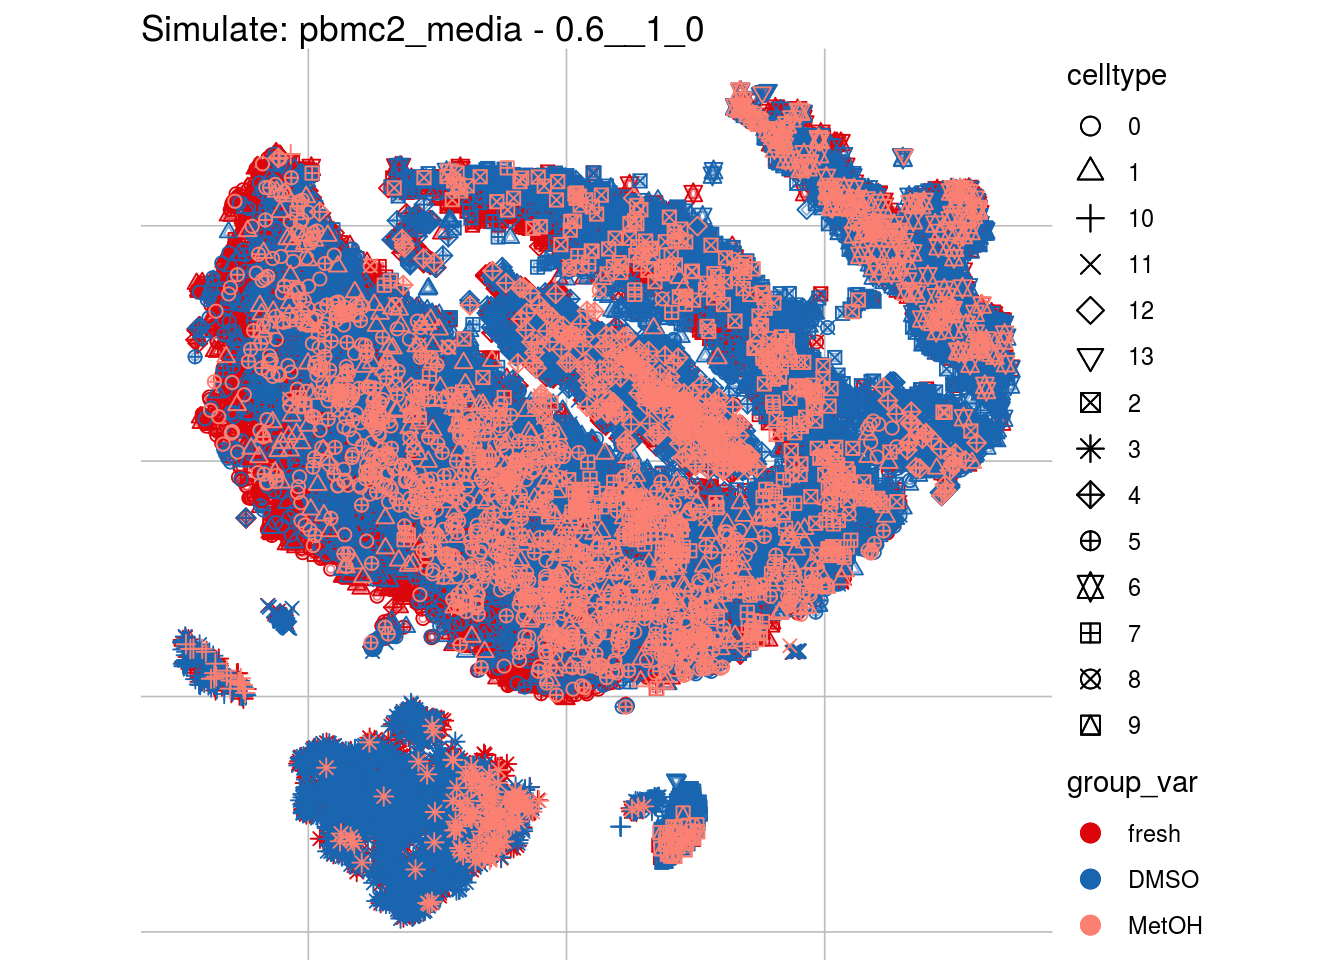 Simulate: pbmc2_media - 0.6__1_0
celltype
0
1
10
11
12
13
2
3
4
5
6
7
8
9
group_var
fresh
DMSO
MetOH